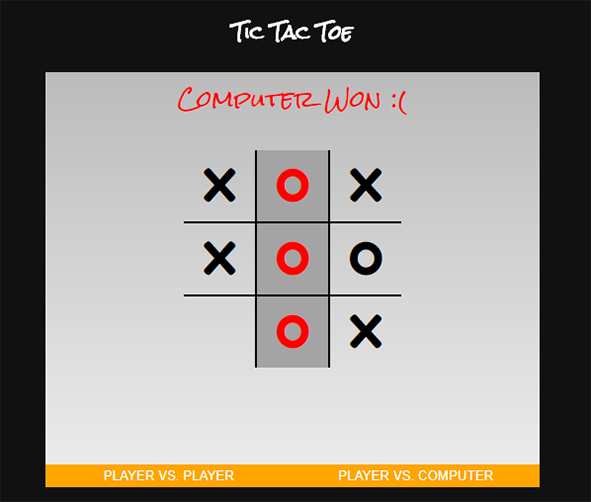 Tic Tac Toe
Computer Won :(
X O X
X O O
O X
PLAYER VS. PLAYER PLAYER VS. COMPUTER